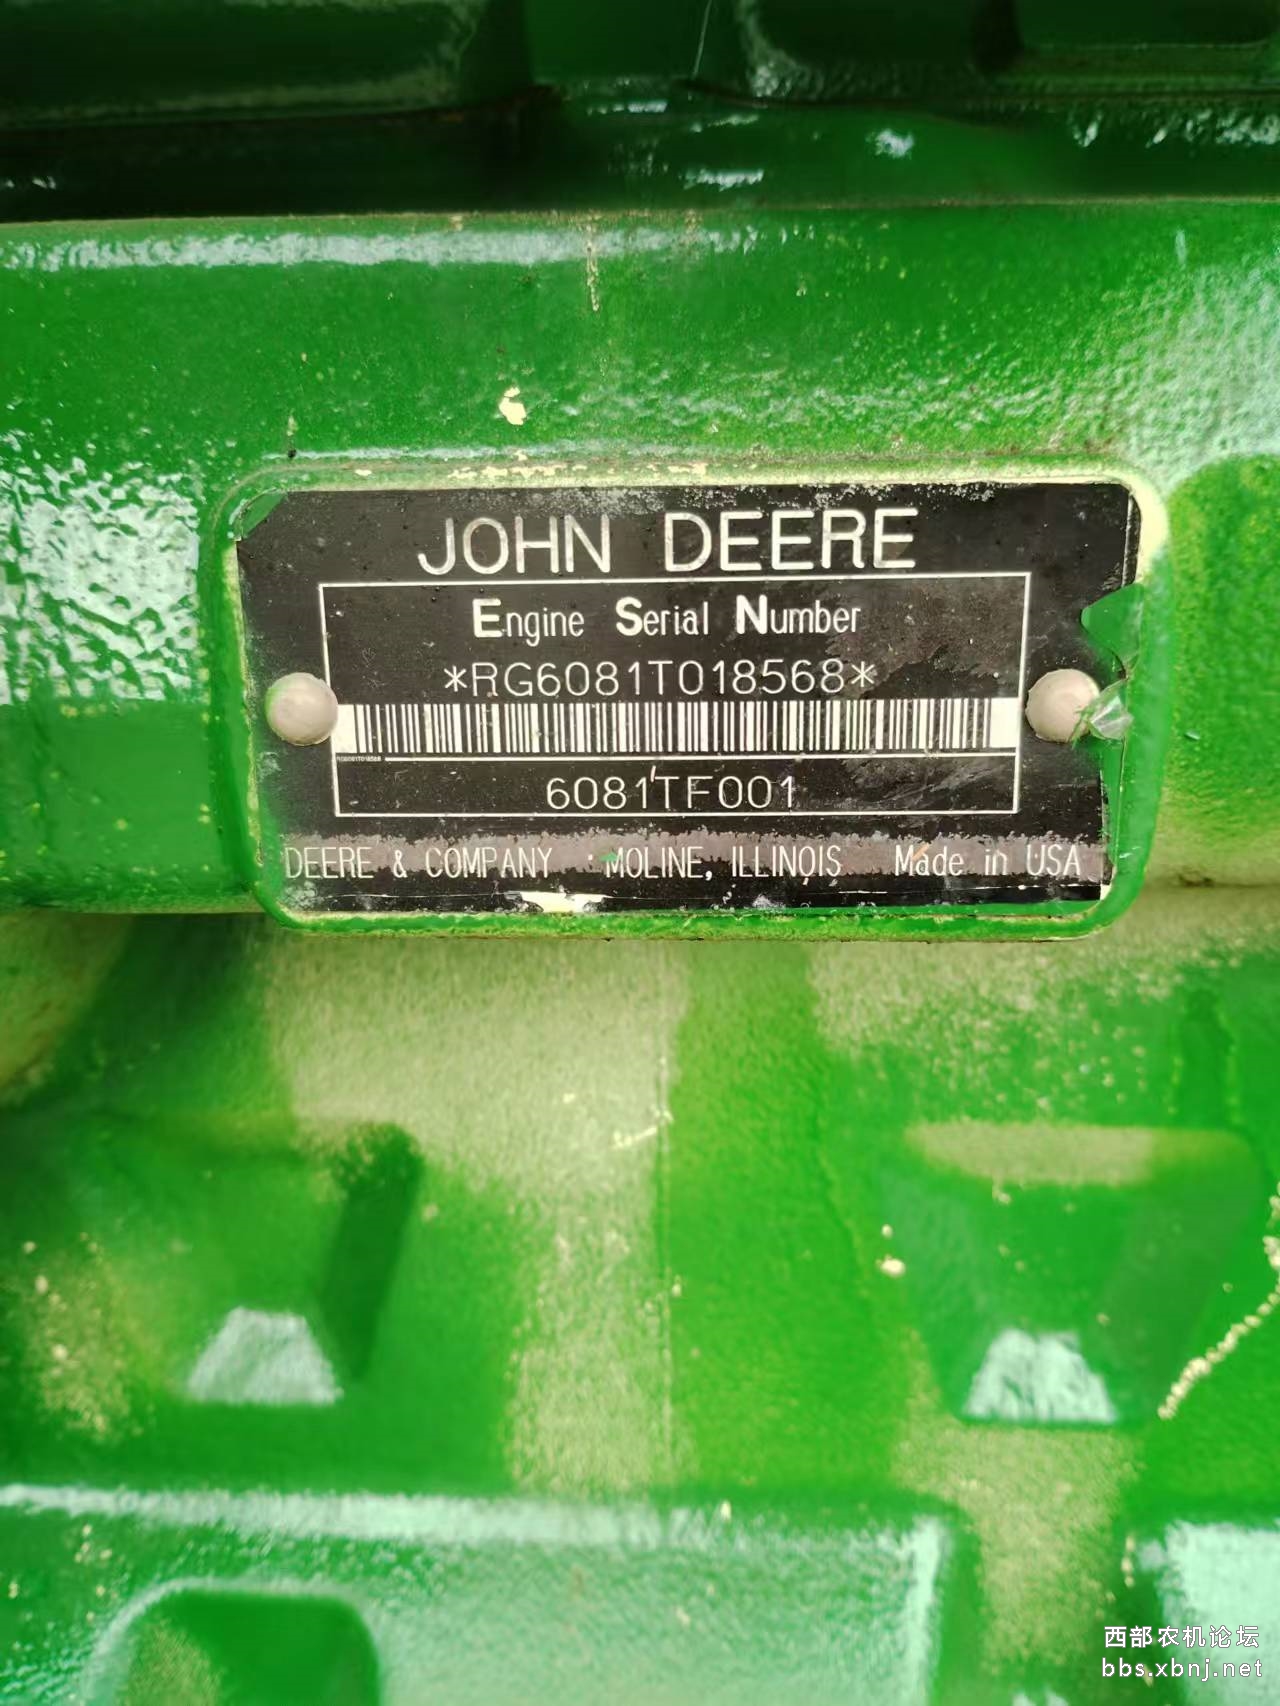 JOHN DEERE
Engine Serial Number
*RG6081T018568*
RG6081T018568
6081TF001
DEERE & COMPANY MOLINE, ILLINOIS Made in USA
西部农机论坛
bbs.xbnj.net